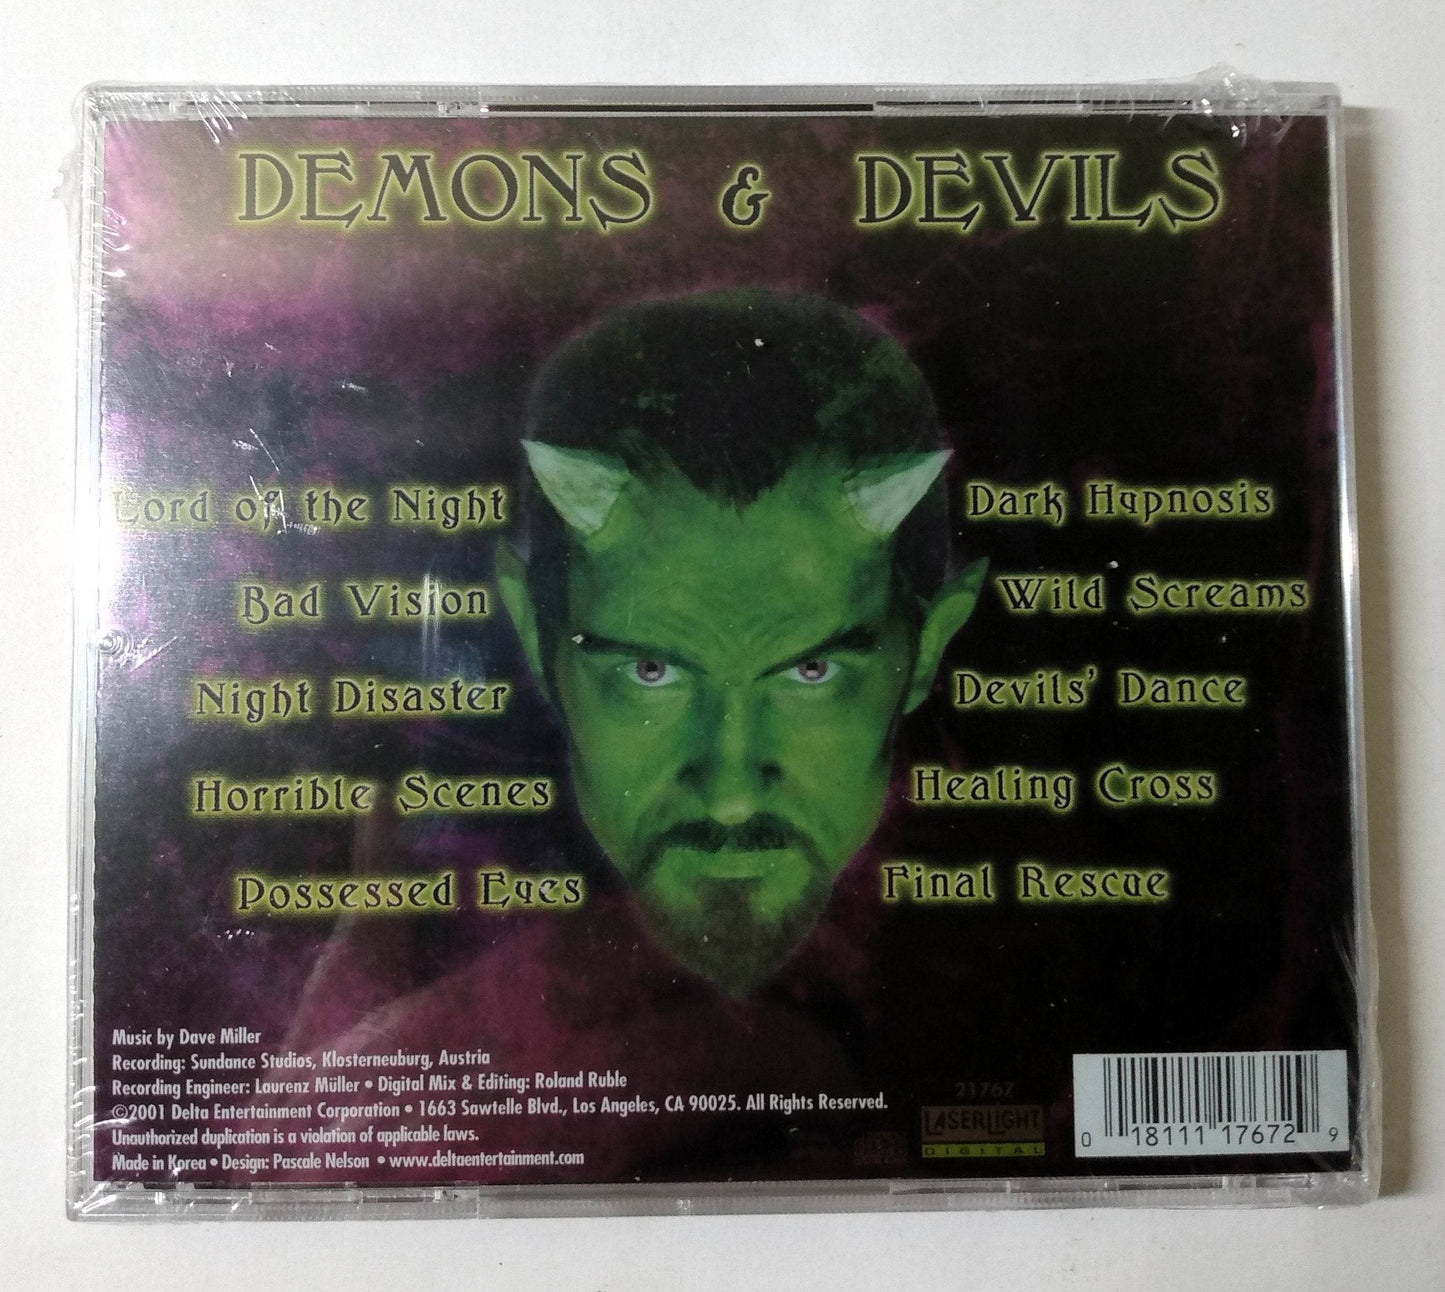 DEMONS & DEVILS
Lord of the Night
Bad Vision
Night Disaster
Horrible Scenes
Possessed Eyes
Dark Hypnosis
Wild Screams
Devils' Dance
Healing Cross
Final Rescue
Music by Dave Miller
Recording: Sundance Studios, Klosterneuburg, Austria
Recording Engineer: Laurenz Müller • Digital Mix & Editing: Roland Ruble
©2001 Delta Entertainment Corporation • 1663 Sawtelle Blvd., Los Angeles, CA 90025. All Rights Reserved.
Unauthorized duplication is a violation of applicable laws.
Made in Korea • Design: Pascale Nelson • www.deltaentertainment.com
21767
LASERLIGHT
DIGITAL
0 18111 17672 9